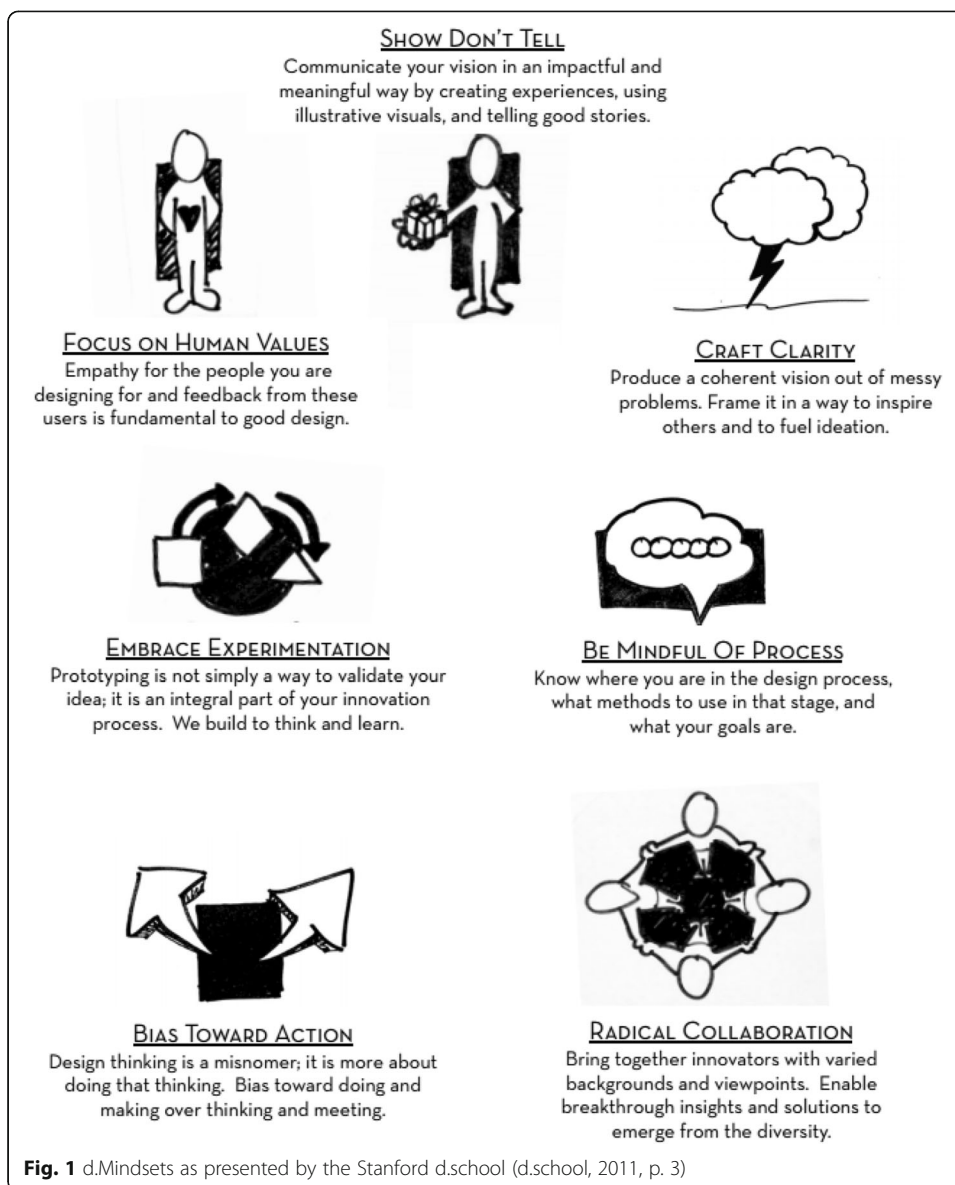 SHOW DON'T TELL
Communicate your vision in an impactful and
meaningful way by creating experiences, using
illustrative visuals, and telling good stories.
FOCUS ON HUMAN VALUES
Empathy for the people you are
designing for and feedback from these
users is fundamental to good design.
CRAFT CLARITY
Produce a coherent vision out of messy
problems. Frame it in a way to inspire
others and to fuel ideation.
EMBRACE EXPERIMENTATION
Prototyping is not simply a way to validate your
idea; it is an integral part of your innovation
process. We build to think and learn.
BE MINDFUL OF PROCESS
Know where you are in the design process,
what methods to use in that stage, and
what your goals are.
BIAS TOWARD ACTION
Design thinking is a misnomer; it is more about
doing that thinking. Bias toward doing and
making over thinking and meeting.
RADICAL COLLABORATION
Bring together innovators with varied
backgrounds and viewpoints. Enable
breakthrough insights and solutions to
emerge from the diversity.
Fig. 1 d.Mindsets as presented by the Stanford d.school (d.school, 2011, p. 3)